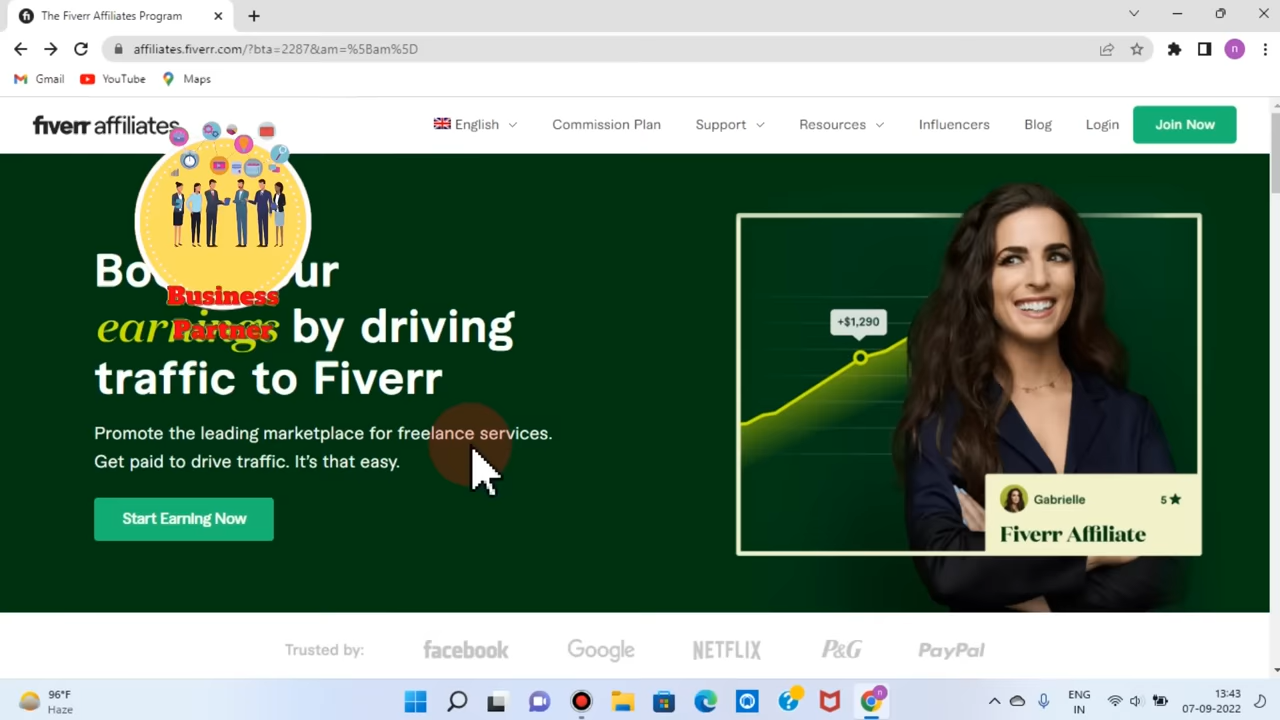 The Fiverr Affiliates Program
affiliates.fiverr.com/?bta=2287&am=%5Bam%5D
n
Gmail YouTube Maps
fiverr affiliates
English Commission Plan Support Resources Influencers Blog Login Join Now
Business
Partner
by driving
traffic to Fiverr
Promote the leading marketplace for freelance services.
Get paid to drive traffic. It's that easy.
Start Earning Now
+$1,290
Gabrielle 5★
Fiverr Affiliate
Trusted by: facebook Google NETFLIX P&G PayPal
96°F
Haze
ENG
IN
13:43
07-09-2022